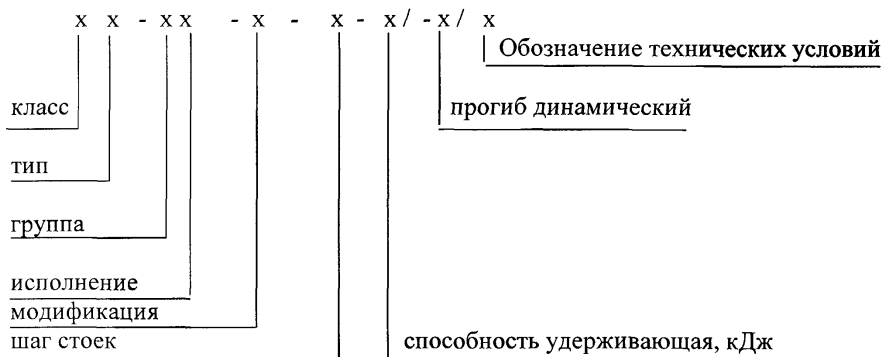 х х - х х - х - х - х / - х / х
Обозначение технических условий
класс
прогиб динамический
тип
группа
исполнение
модификация
шаг стоек
способность удерживающая, кДж